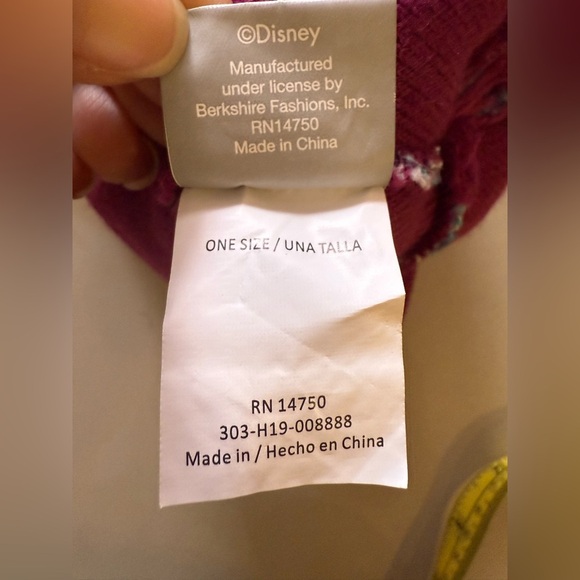 ©Disney
Manufactured
under license by
Berkshire Fashions, Inc.
RN14750
Made in China
ONE SIZE / UNA TALLA
RN 14750
303-H19-008888
Made in / Hecho en China